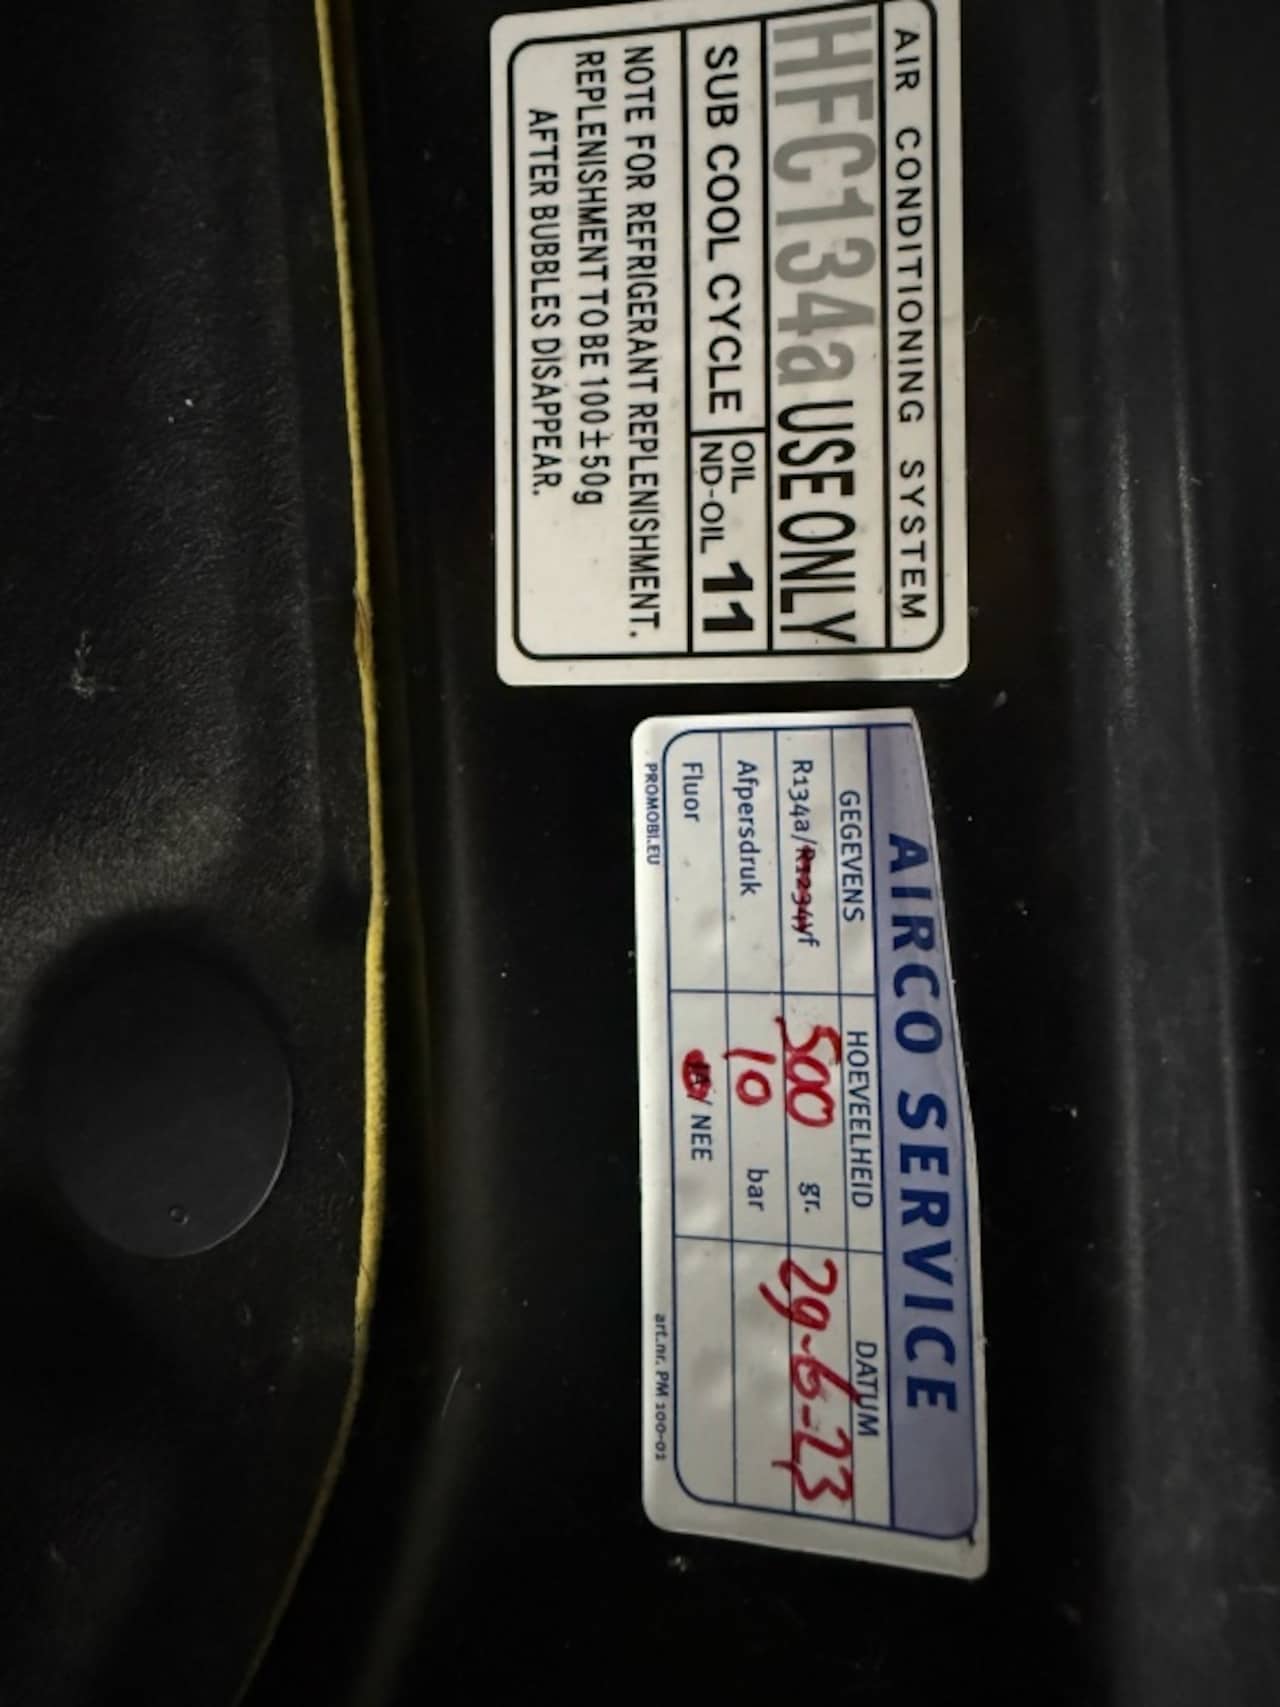 AIR CONDITIONING SYSTEM
HFC134a USE ONLY
SUB COOL CYCLE OIL ND-OIL 11
NOTE FOR REFRIGERANT REPLENISHMENT.
REPLENISHMENT TO BE 100±50g
AFTER BUBBLES DISAPPEAR.
AIRCO SERVICE
GEGEVENS HOEVEELHEID DATUM
R134a/R1234yf 500 gr. 29-6-23
Afpersdruk 10 bar
Fluor JA/ NEE
PROMOBI.EU art.nr. PM 100-01